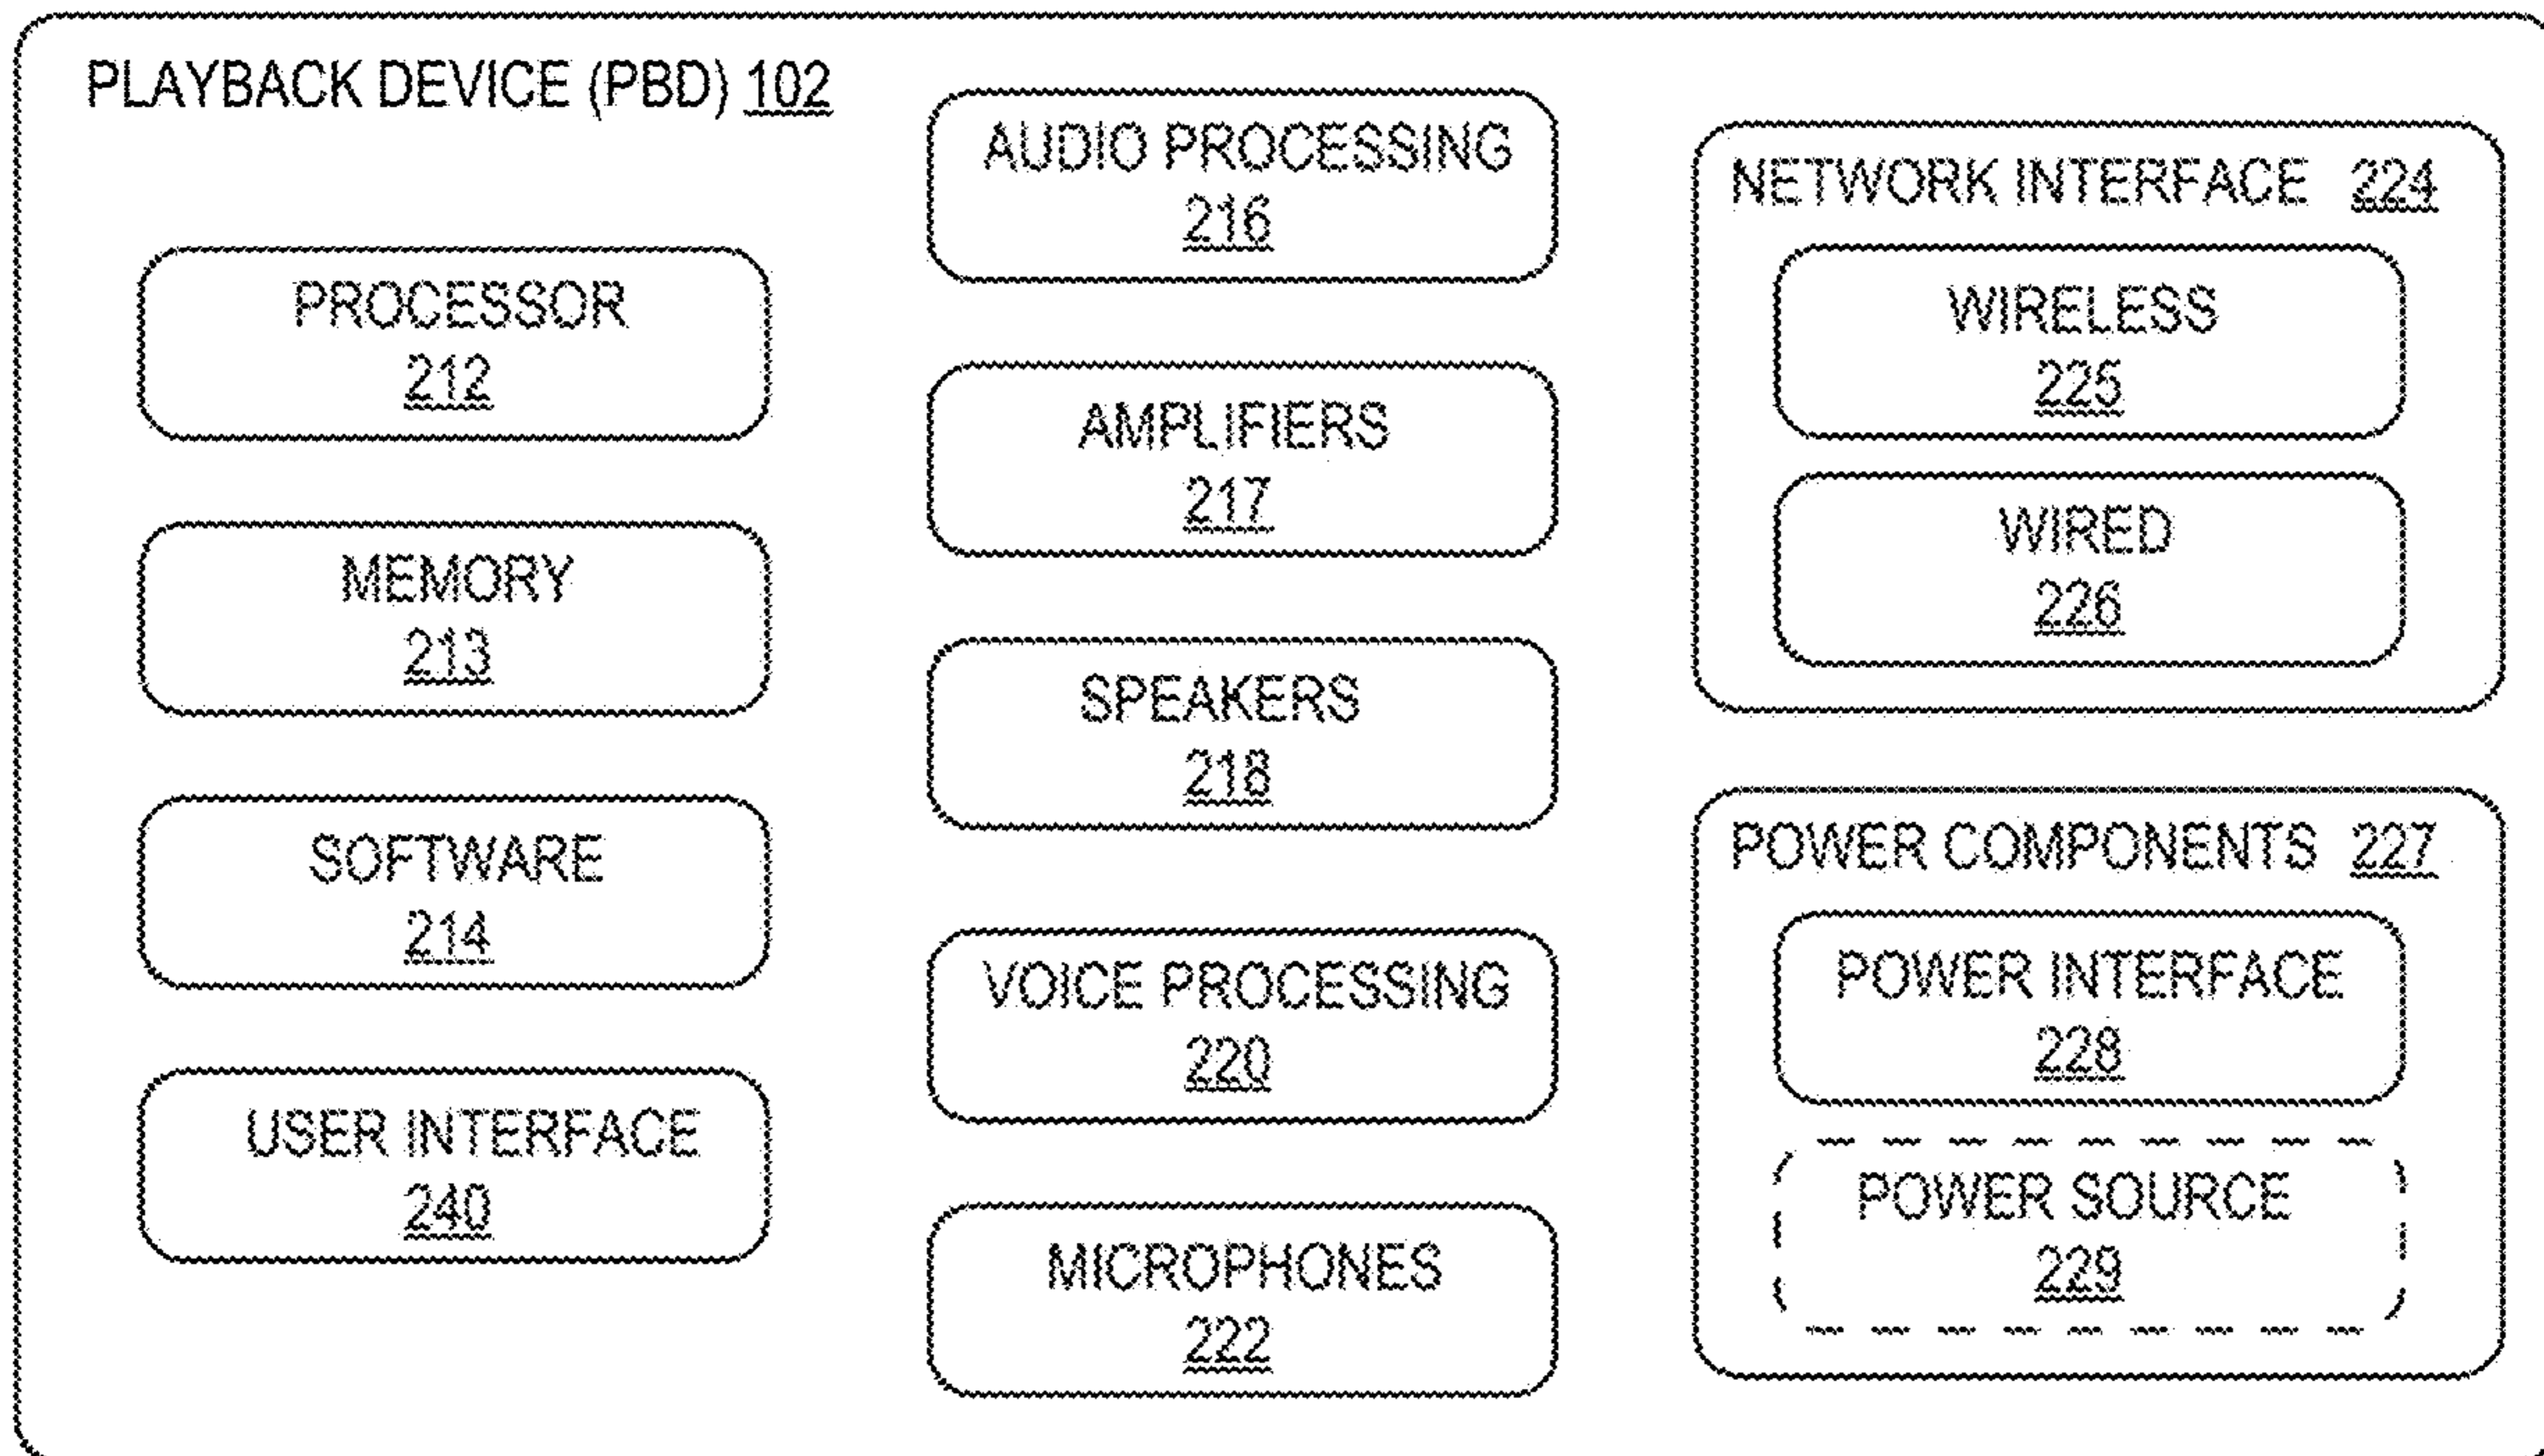 PLAYBACK DEVICE (PBD) 102
PROCESSOR
212
MEMORY
213
SOFTWARE
214
USER INTERFACE
240
AUDIO PROCESSING
216
AMPLIFIERS
217
SPEAKERS
218
VOICE PROCESSING
220
MICROPHONES
222
NETWORK INTERFACE 224
WIRELESS
225
WIRED
226
POWER COMPONENTS 227
POWER INTERFACE
228
POWER SOURCE
229